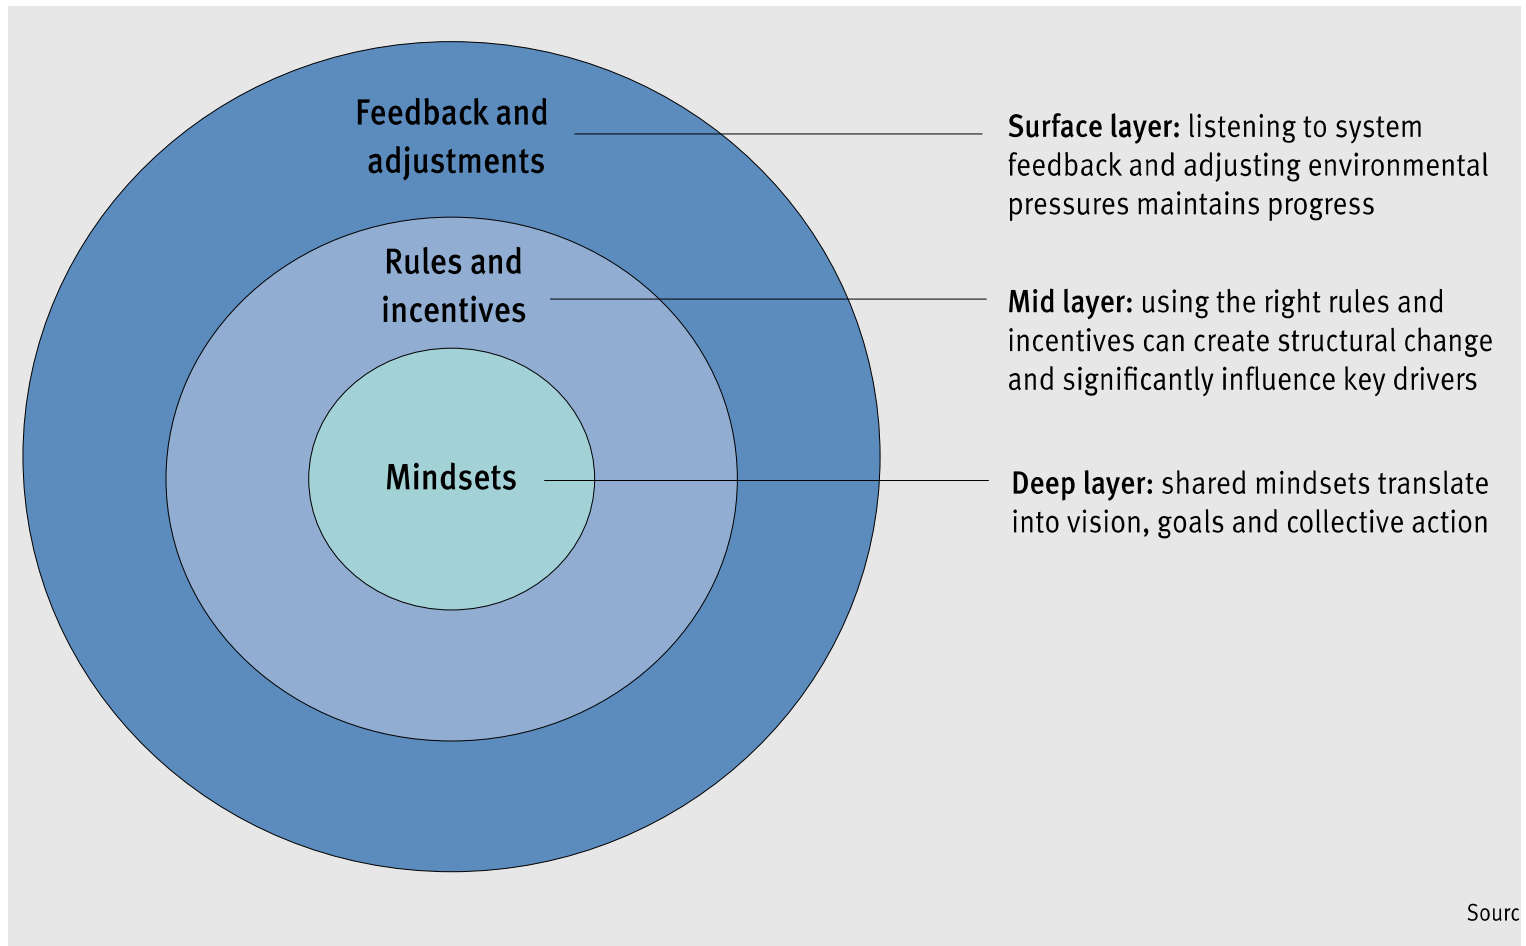 Feedback and
adjustments
Surface layer: listening to system
feedback and adjusting environmental
pressures maintains progress
Rules and
incentives
Mid layer: using the right rules and
incentives can create structural change
and significantly influence key drivers
Mindsets
Deep layer: shared mindsets translate
into vision, goals and collective action
Sourc